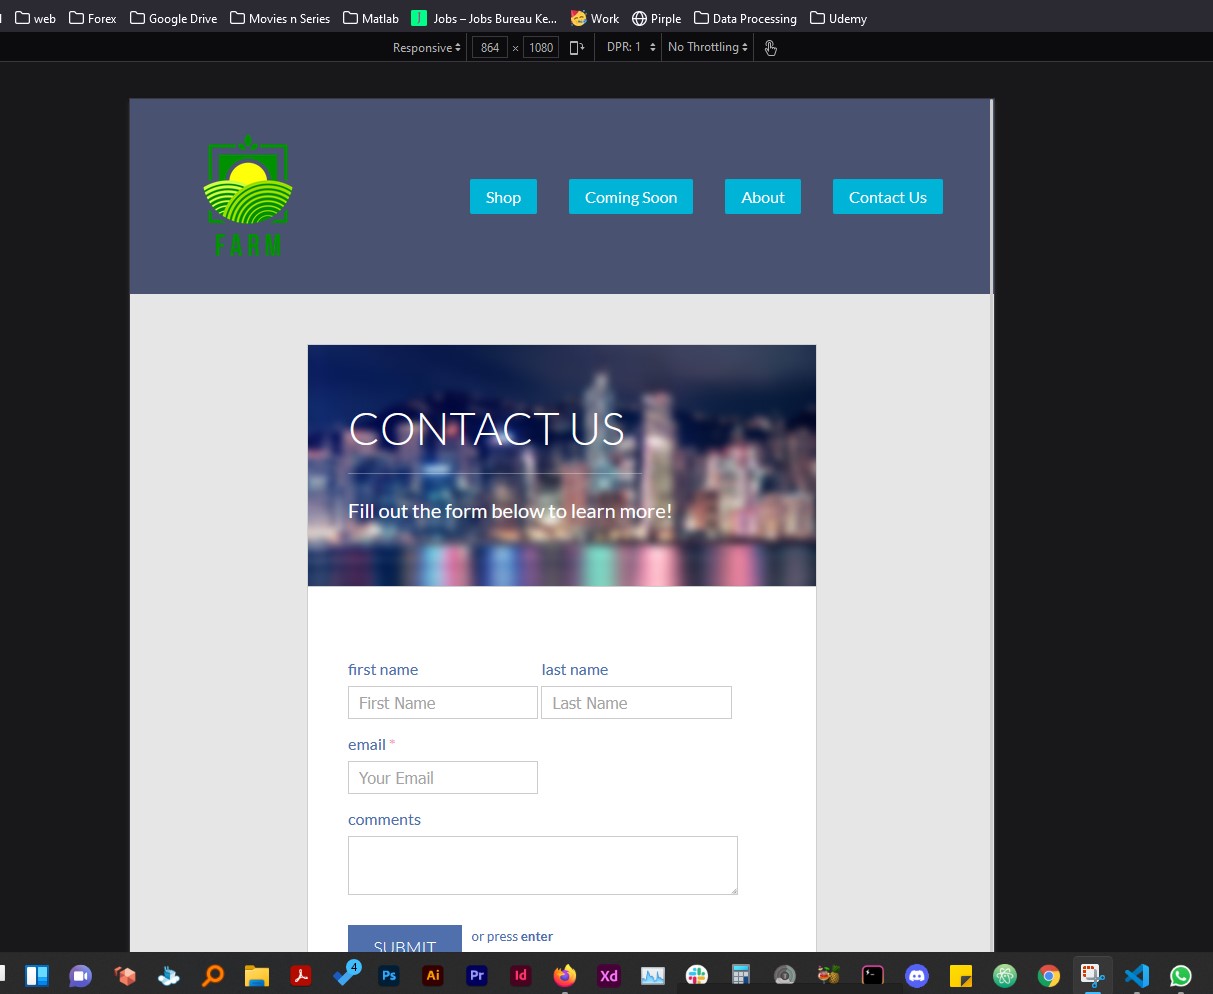 web Forex Google Drive Movies n Series Matlab J Jobs – Jobs Bureau Ke... Work Pirple Data Processing Udemy
Responsive 864 × 1080 DPR: 1 No Throttling
FARM
Shop Coming Soon About Contact Us
CONTACT US
Fill out the form below to learn more!
first name last name
First Name Last Name
email *
Your Email
comments
SUBMIT or press enter
4 Ps Ai Pr Id Xd